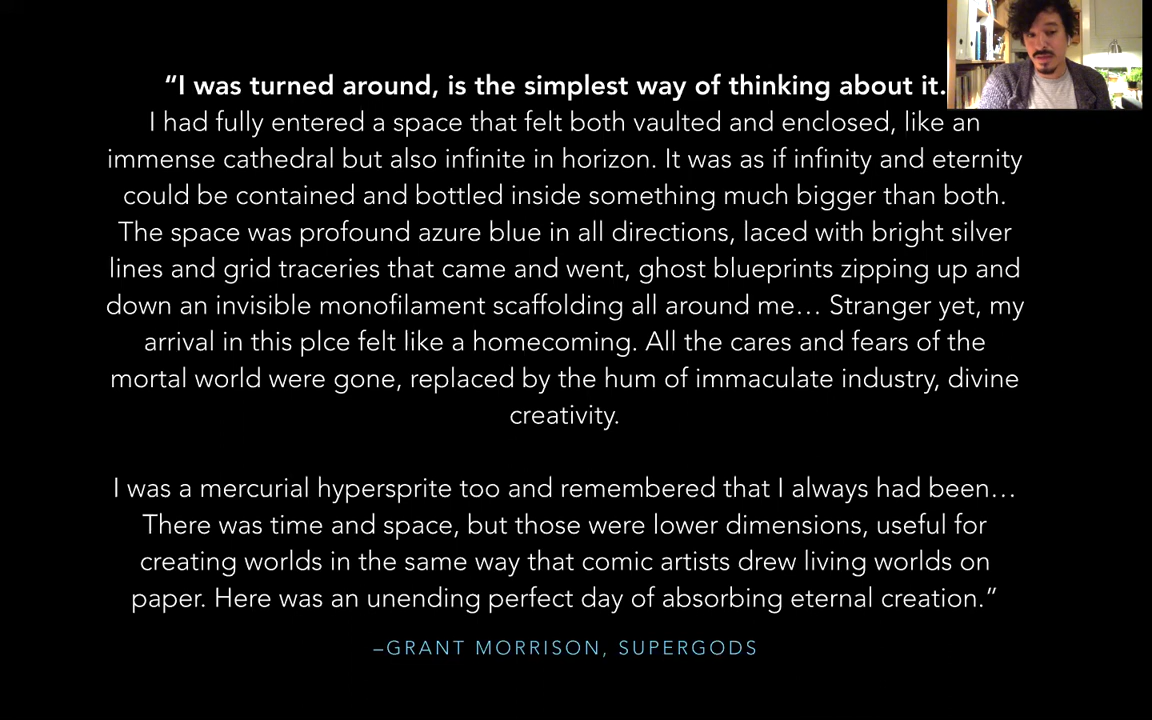 “I was turned around, is the simplest way of thinking about it.
I had fully entered a space that felt both vaulted and enclosed, like an
immense cathedral but also infinite in horizon. It was as if infinity and eternity
could be contained and bottled inside something much bigger than both.
The space was profound azure blue in all directions, laced with bright silver
lines and grid traceries that came and went, ghost blueprints zipping up and
down an invisible monofilament scaffolding all around me… Stranger yet, my
arrival in this plce felt like a homecoming. All the cares and fears of the
mortal world were gone, replaced by the hum of immaculate industry, divine
creativity.
I was a mercurial hypersprite too and remembered that I always had been…
There was time and space, but those were lower dimensions, useful for
creating worlds in the same way that comic artists drew living worlds on
paper. Here was an unending perfect day of absorbing eternal creation.”
–GRANT MORRISON, SUPERGODS